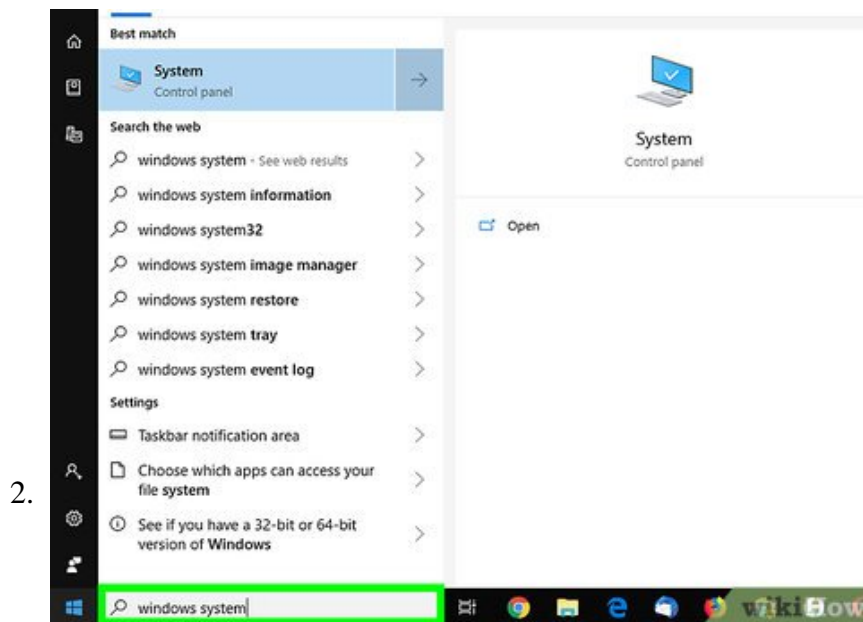 Best match
System
Control panel
Search the web
windows system - See web results
windows system information
windows system32
windows system image manager
windows system restore
windows system tray
windows system event log
Settings
Taskbar notification area
Choose which apps can access your
file system
See if you have a 32-bit or 64-bit
version of Windows
windows system
System
Control panel
Open
2.
wikiHow